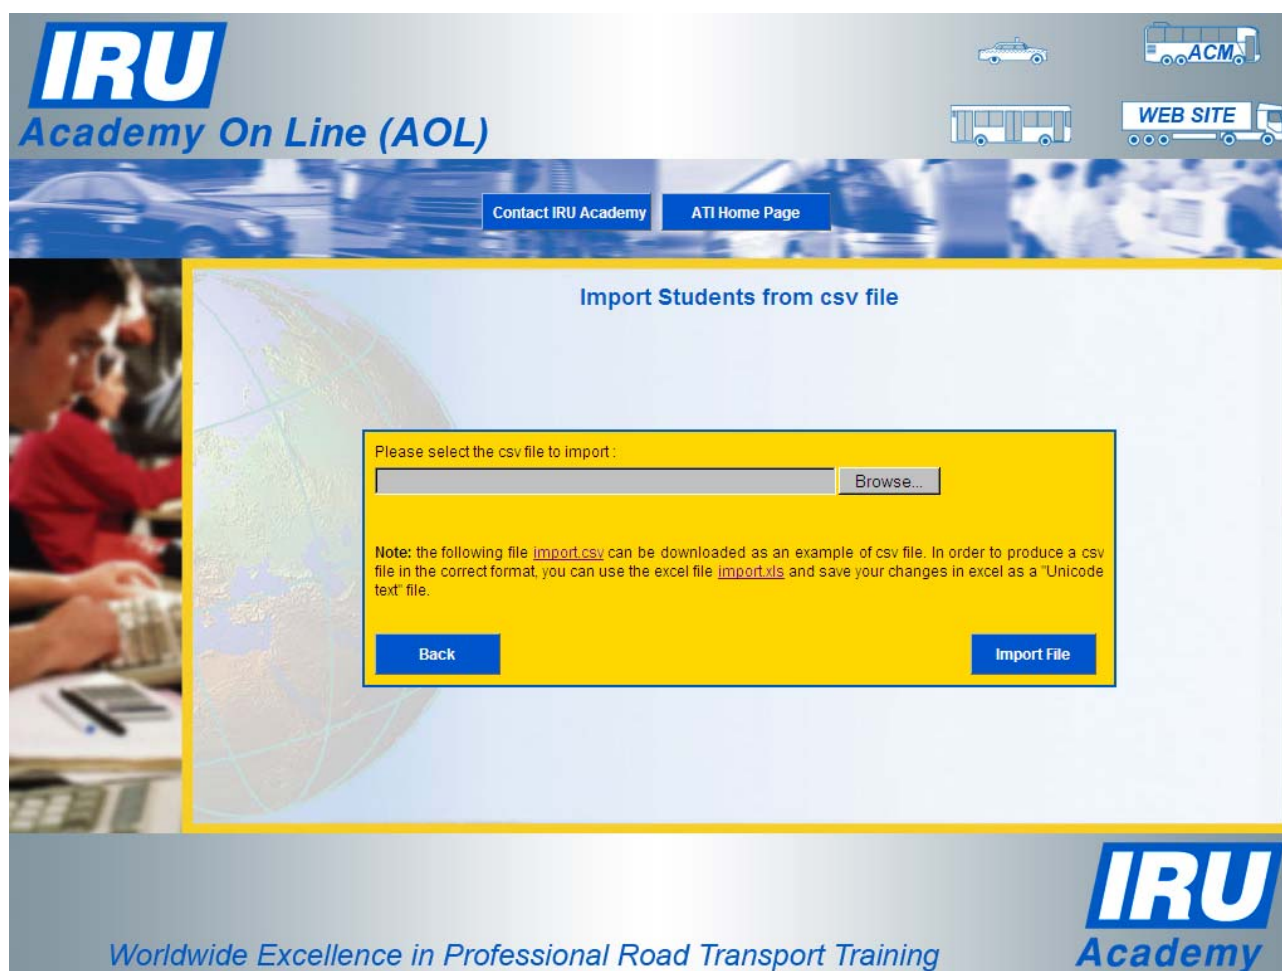 IRU
Academy On Line (AOL)
ACM
WEB SITE
Contact IRU Academy
ATI Home Page
Import Students from csv file
Please select the csv file to import :
Browse...
Note: the following file import.csv can be downloaded as an example of csv file. In order to produce a csv
file in the correct format, you can use the excel file import.xls and save your changes in excel as a "Unicode
text" file.
Back
Import File
IRU
Academy
Worldwide Excellence in Professional Road Transport Training